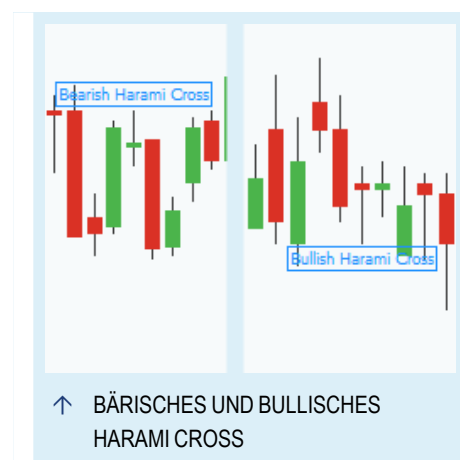 Bearish Harami Cross
Bullish Harami Cross
BÄRISCHES UND BULLISCHES
HARAMI CROSS